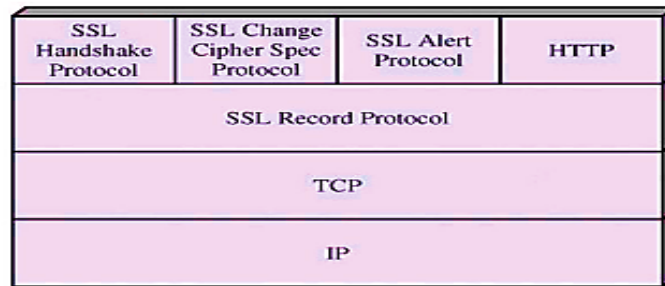 SSL
Handshake
Protocol
SSL Change
Cipher Spec
Protocol
SSL Alert
Protocol
HTTP
SSL Record Protocol
TCP
IP